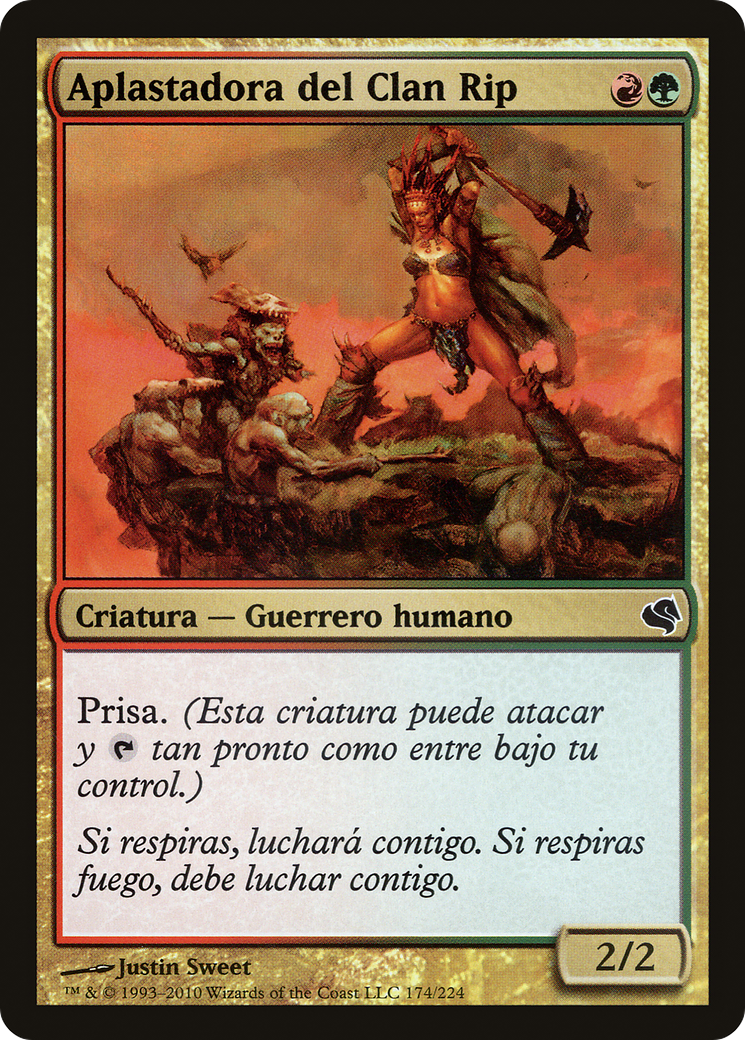 Aplastadora del Clan Rip
Criatura — Guerrero humano
Prisa. (Esta criatura puede atacar
y tan pronto como entre bajo tu
control.)
Si respiras, luchará contigo. Si respiras
fuego, debe luchar contigo.
2/2
Justin Sweet
™ & © 1993–2010 Wizards of the Coast LLC 174/224